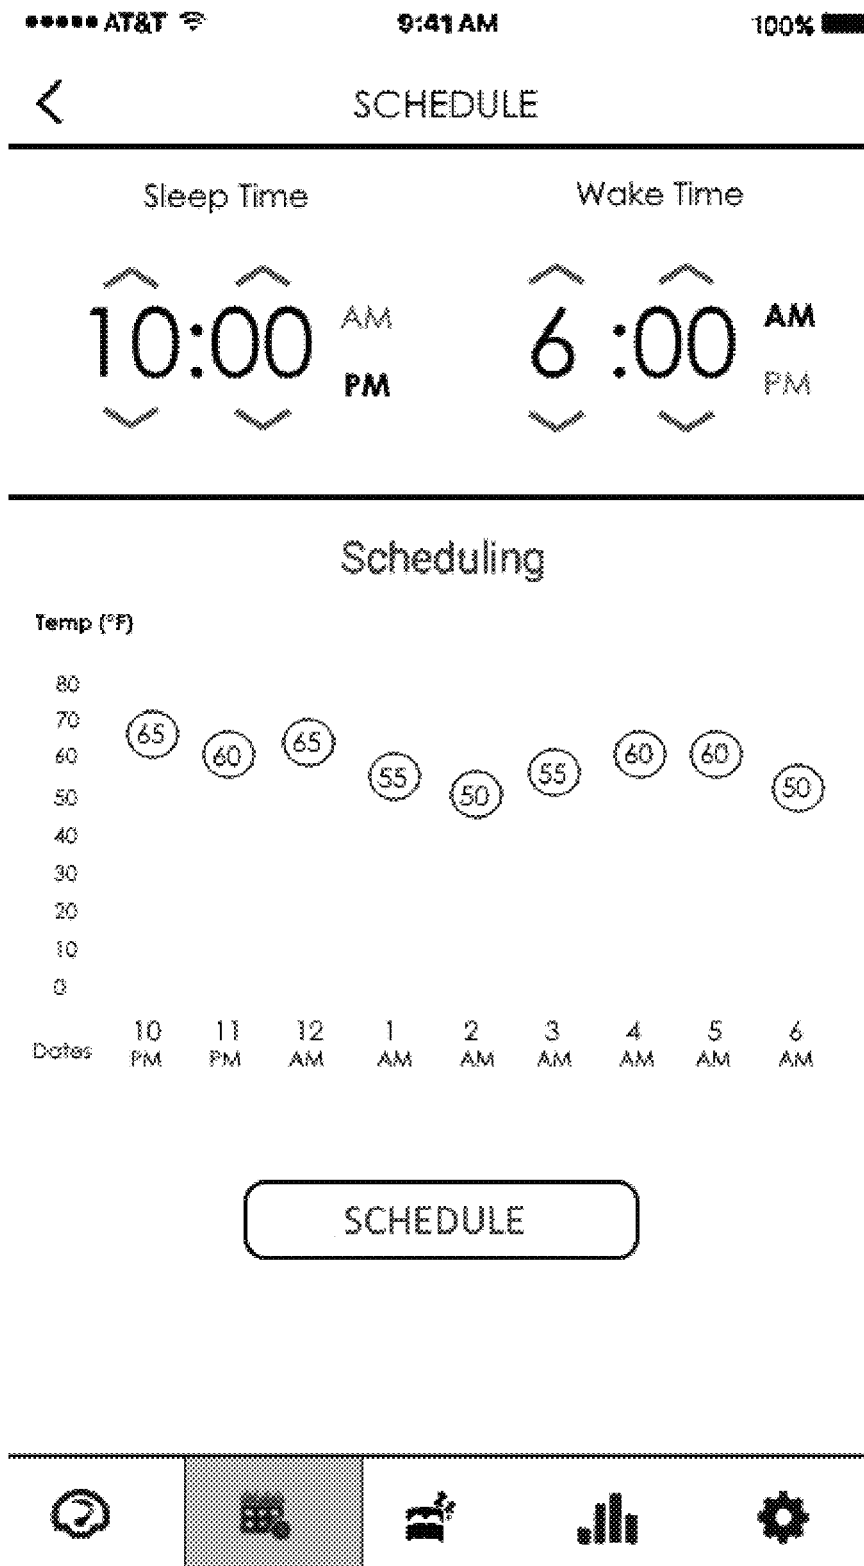 AT&T 9:41 AM 100%
SCHEDULE
Sleep Time Wake Time
10:00 AM PM 6 :00 AM PM
Scheduling
Temp (°F)
80
70
60
50
40
30
20
10
0
65 60 65 55 50 55 60 60 50
10 11 12 1 2 3 4 5 6
Dates PM PM AM AM AM AM AM AM AM
SCHEDULE